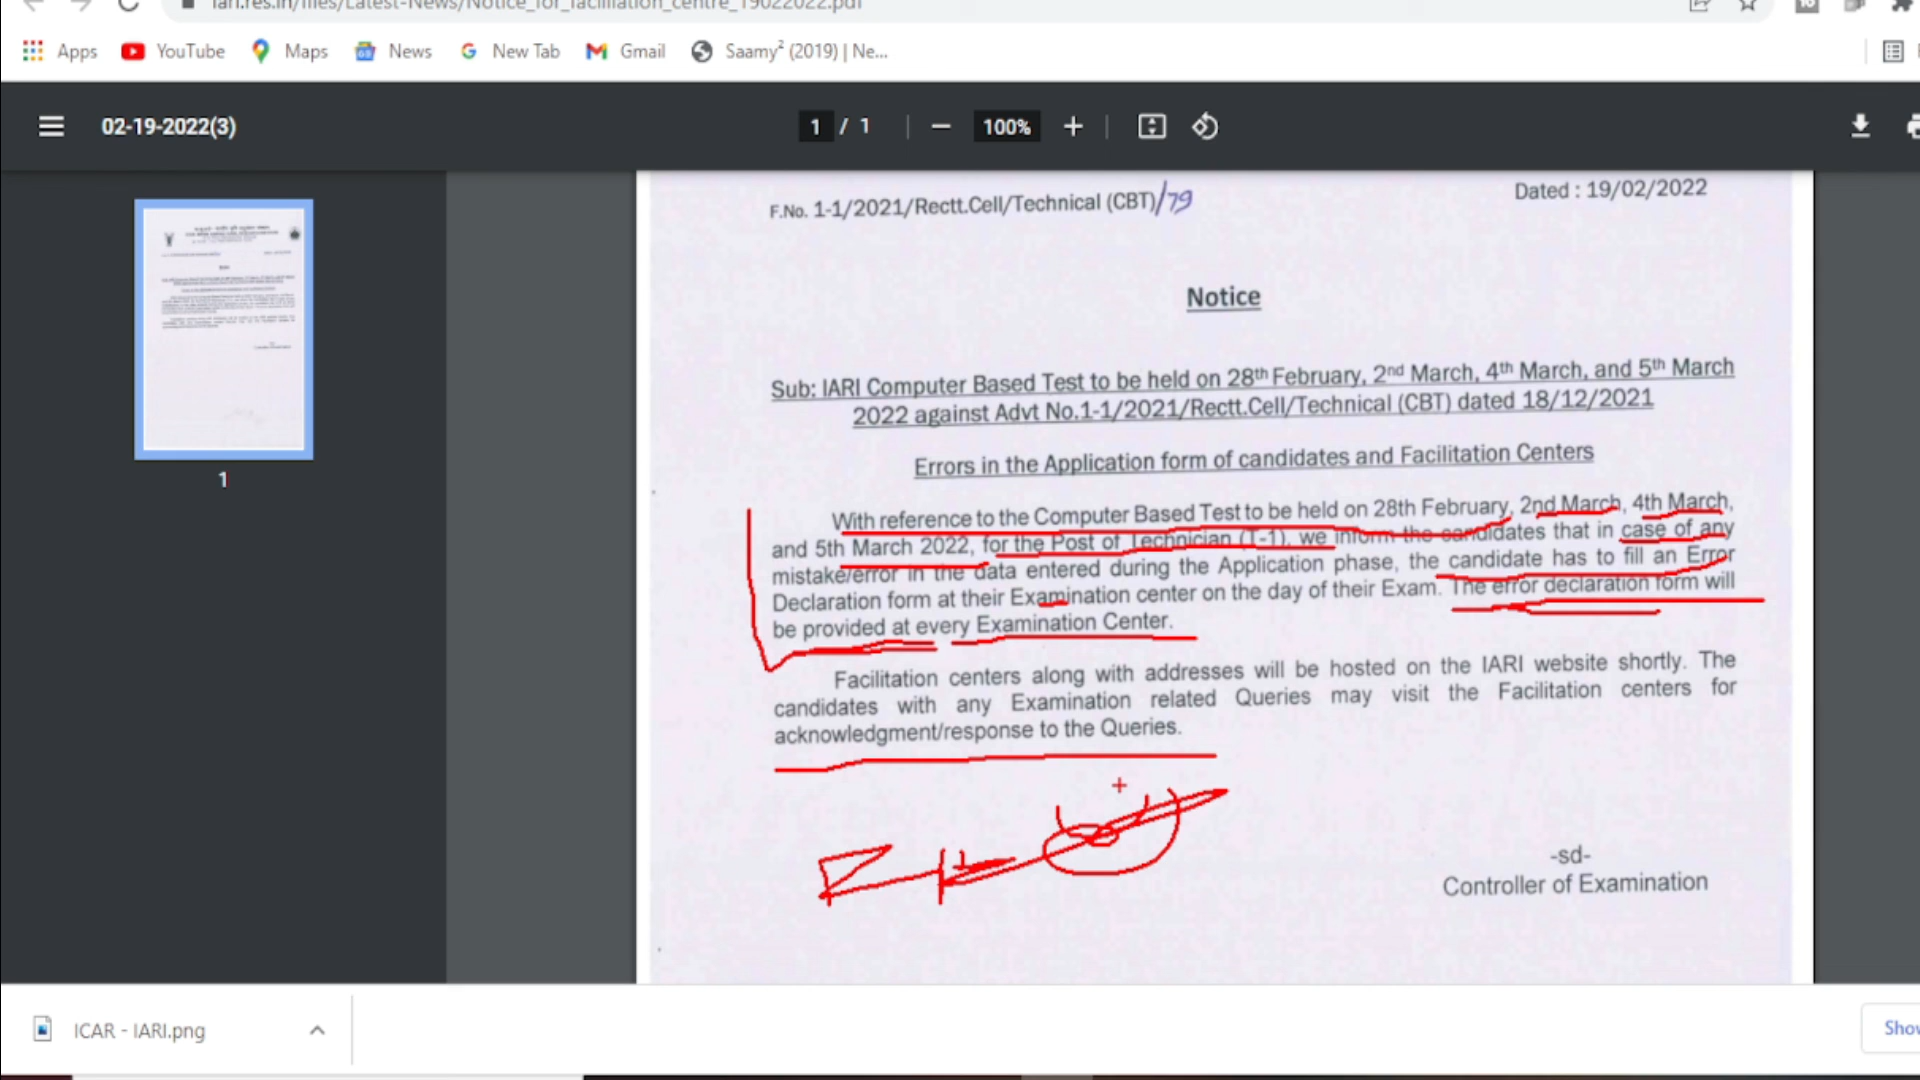 iari.res.in/files/Latest-News/Notice_for_facilitation_centre_19022022.pdf
Apps YouTube Maps News New Tab Gmail Saamy² (2019) | Ne...
02-19-2022(3)
1 / 1
100%
F.No. 1-1/2021/Rectt.Cell/Technical (CBT)/79
Dated : 19/02/2022
Notice
Sub: IARI Computer Based Test to be held on 28th February, 2nd March, 4th March, and 5th March
2022 against Advt No.1-1/2021/Rectt.Cell/Technical (CBT) dated 18/12/2021
Errors in the Application form of candidates and Facilitation Centers
With reference to the Computer Based Test to be held on 28th February, 2nd March, 4th March,
and 5th March 2022, for the Post of Technician (T-1), we inform the candidates that in case of any
mistake/error in the data entered during the Application phase, the candidate has to fill an Error
Declaration form at their Examination center on the day of their Exam. The error declaration form will
be provided at every Examination Center.
Facilitation centers along with addresses will be hosted on the IARI website shortly. The
candidates with any Examination related Queries may visit the Facilitation centers for
acknowledgment/response to the Queries.
-sd-
Controller of Examination
1
ICAR - IARI.png
Show